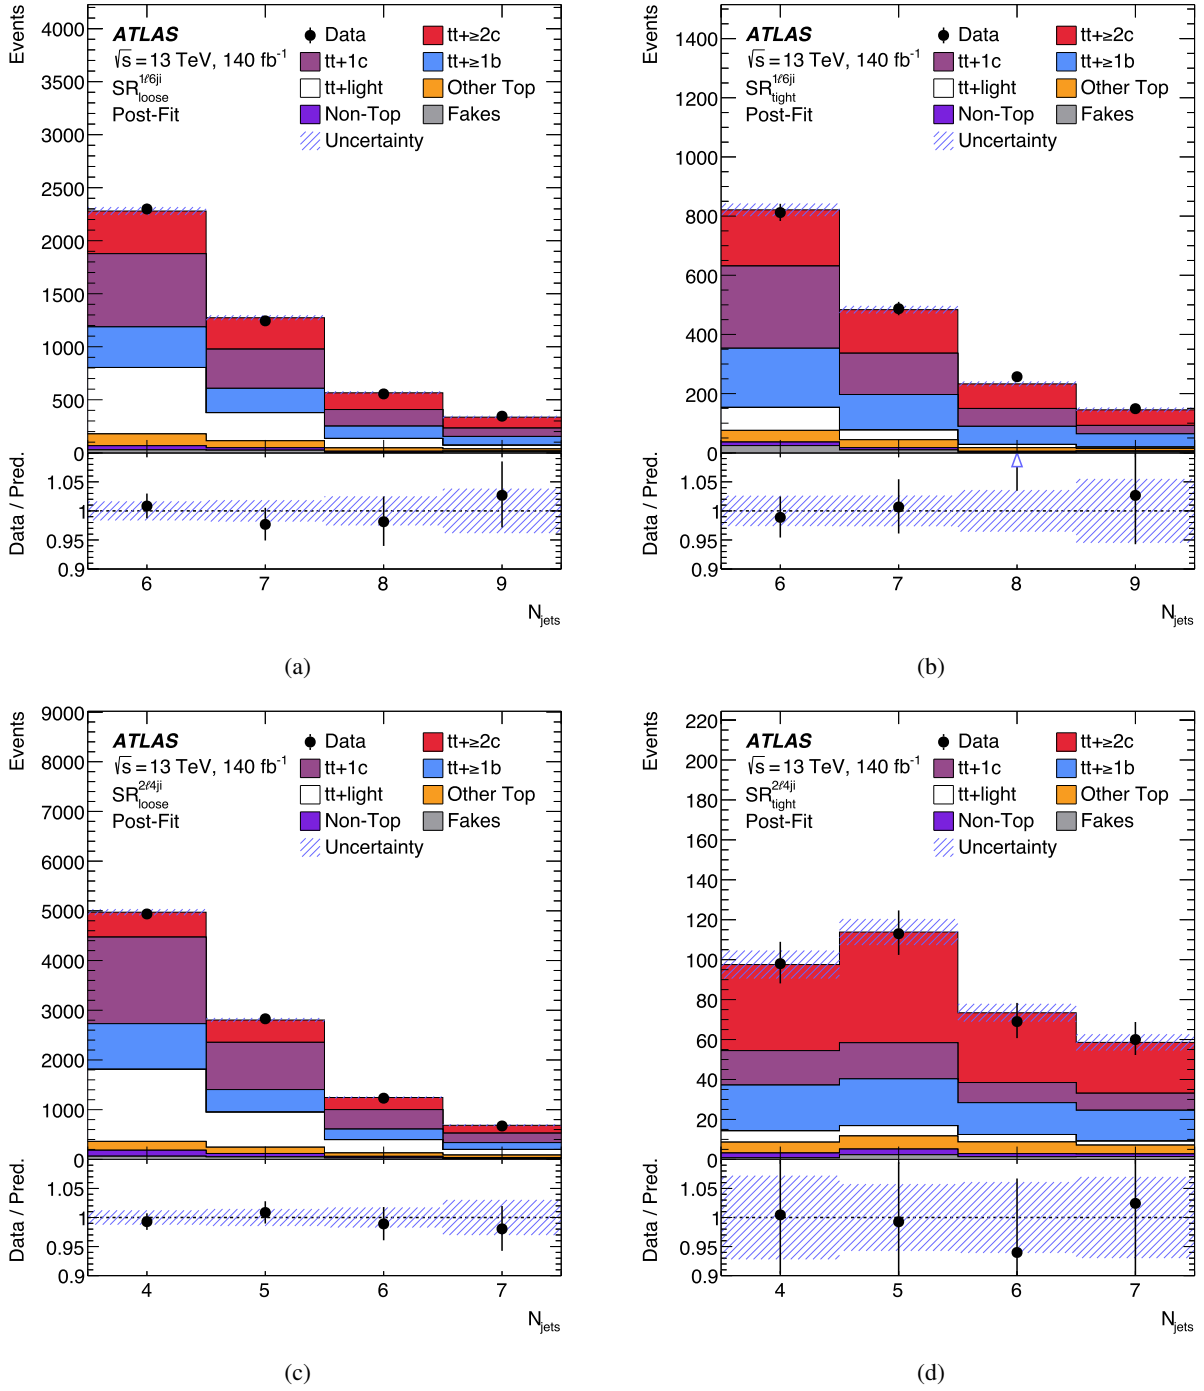 Events
4000
3500
3000
2500
2000
1500
1000
500
0
ATLAS
√s = 13 TeV, 140 fb⁻¹
SR 1ℓ6ji loose
Post-Fit
Data tt+≥2c
tt+1c tt+≥1b
tt+light Other Top
Non-Top Fakes
Uncertainty
Data / Pred.
1.05
1
0.95
0.9
6 7 8 9
N jets
(a)
Events
1400
1200
1000
800
600
400
200
0
ATLAS
√s = 13 TeV, 140 fb⁻¹
SR 1ℓ6ji tight
Post-Fit
Data tt+≥2c
tt+1c tt+≥1b
tt+light Other Top
Non-Top Fakes
Uncertainty
Data / Pred.
1.05
1
0.95
0.9
6 7 8 9
N jets
(b)
Events
9000
8000
7000
6000
5000
4000
3000
2000
1000
0
ATLAS
√s = 13 TeV, 140 fb⁻¹
SR 2ℓ4ji loose
Post-Fit
Data tt+≥2c
tt+1c tt+≥1b
tt+light Other Top
Non-Top Fakes
Uncertainty
Data / Pred.
1.05
1
0.95
0.9
4 5 6 7
N jets
(c)
Events
220
200
180
160
140
120
100
80
60
40
20
0
ATLAS
√s = 13 TeV, 140 fb⁻¹
SR 2ℓ4ji tight
Post-Fit
Data tt+≥2c
tt+1c tt+≥1b
tt+light Other Top
Non-Top Fakes
Uncertainty
Data / Pred.
1.05
1
0.95
0.9
4 5 6 7
N jets
(d)